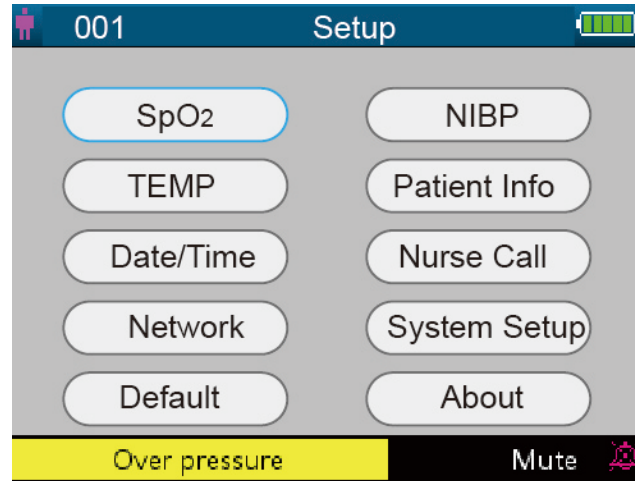 001 Setup
SpO2 NIBP
TEMP Patient Info
Date/Time Nurse Call
Network System Setup
Default About
Over pressure Mute